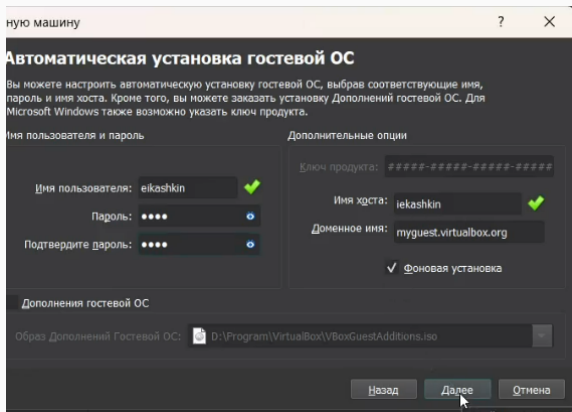 ную машину
Автоматическая установка гостевой ОС
Вы можете настроить автоматическую установку гостевой ОС, выбрав соответствующие имя,
пароль и имя хоста. Кроме того, вы можете заказать установку Дополнений гостевой ОС. Для
Microsoft Windows также возможно указать ключ продукта.
Имя пользователя и пароль
Имя пользователя: eikashkin
Пароль: ••••
Подтвердите пароль: ••••
Дополнительные опции
Ключ продукта: #####-#####-#####-#####
Имя хоста: iekashkin
Доменное имя: myguest.virtualbox.org
Фоновая установка
Дополнения гостевой ОС
Образ Дополнений Гостевой ОС: D:\Program\VirtualBox\VBoxGuestAdditions.iso
Назад Далее Отмена